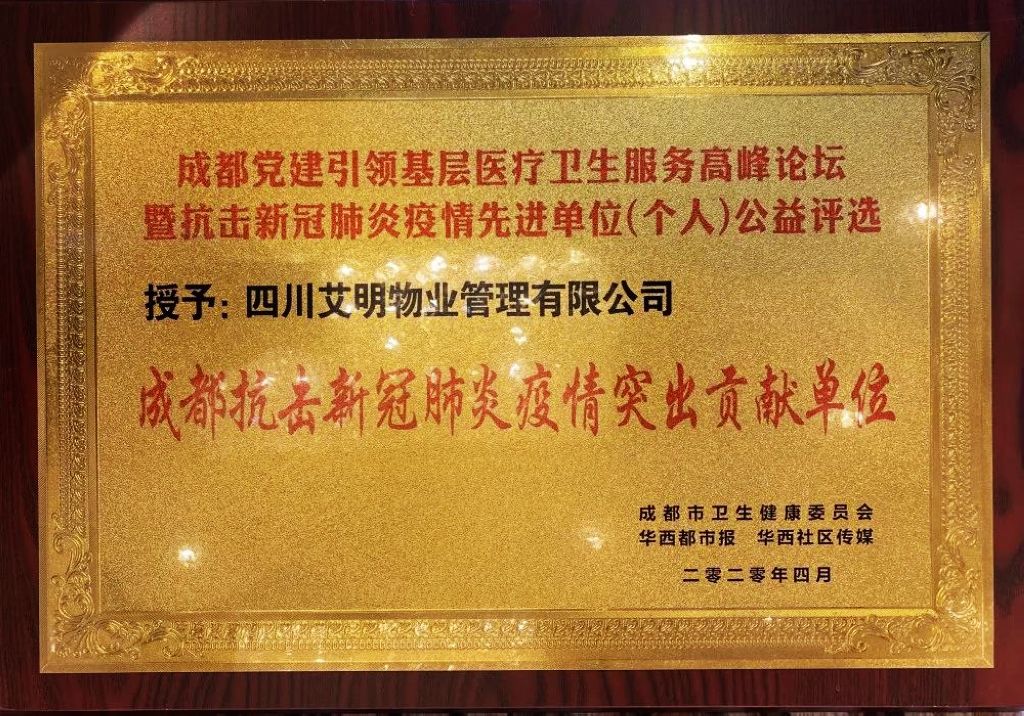 成都党建引领基层医疗卫生服务高峰论坛
暨抗击新冠肺炎疫情先进单位(个人)公益评选
授予：四川艾明物业管理有限公司
成都抗击新冠肺炎疫情突出贡献单位
成都市卫生健康委员会
华西都市报 华西社区传媒
二零二零年四月